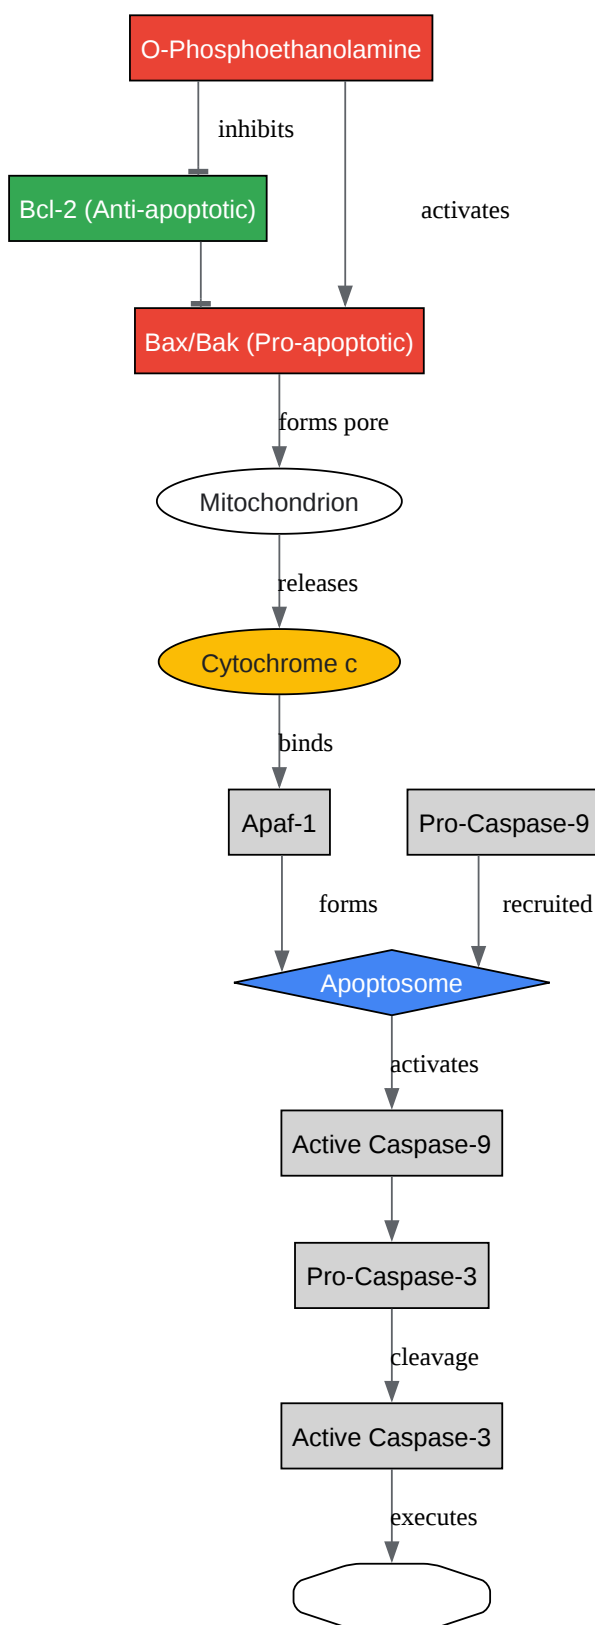 O-Phosphoethanolamine
inhibits
Bcl-2 (Anti-apoptotic)
activates
Bax/Bak (Pro-apoptotic)
forms pore
Mitochondrion
releases
Cytochrome c
binds
Apaf-1
Pro-Caspase-9
forms
recruited
Apoptosome
activates
Active Caspase-9
Pro-Caspase-3
cleavage
Active Caspase-3
executes